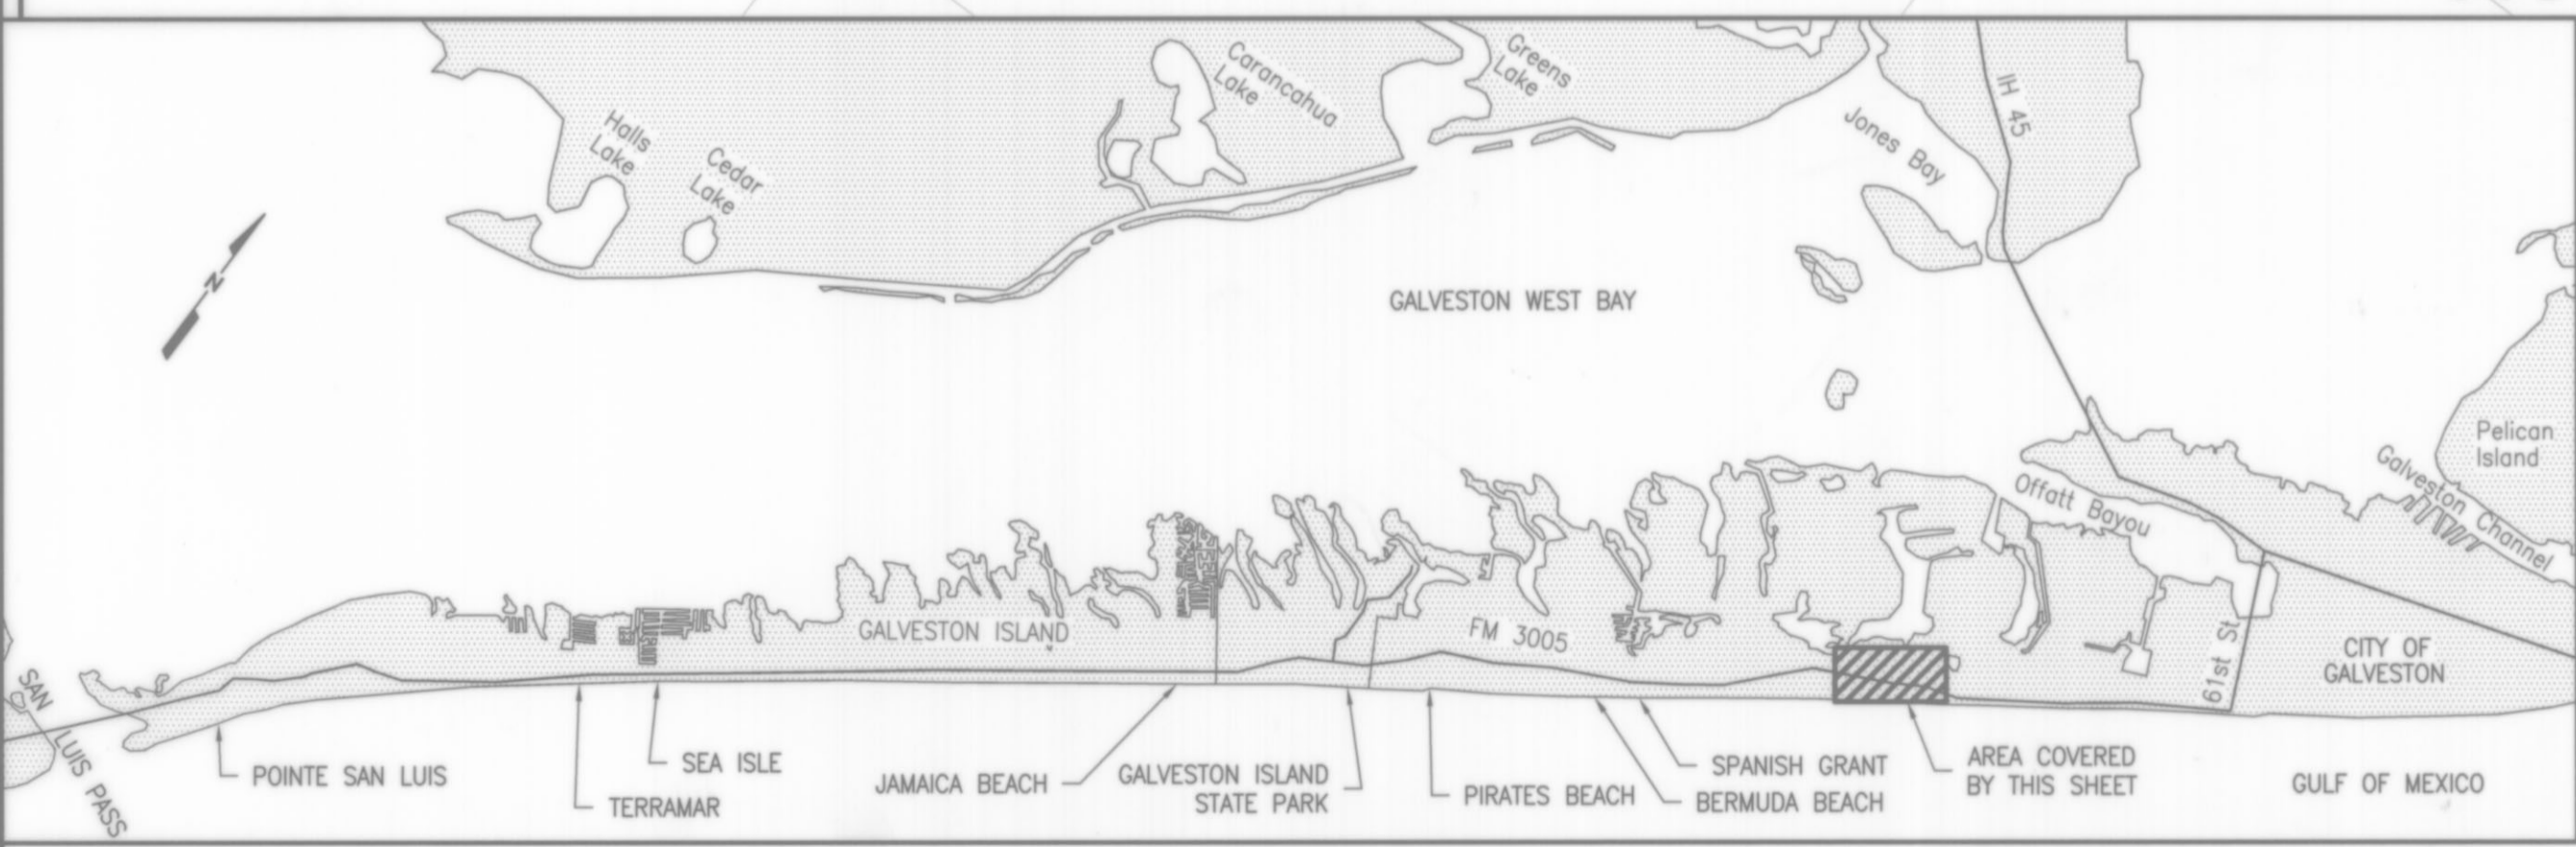 Halls
Lake
Cedar
Lake
Carancahua
Lake
Greens
Lake
IH 45
Jones Bay
N
GALVESTON WEST BAY
Pelican
Island
Galveston Channel
Offatt Bayou
GALVESTON ISLAND
FM 3005
61st St
CITY OF
GALVESTON
SAN
LUIS PASS
POINTE SAN LUIS
SEA ISLE
TERRAMAR
JAMAICA BEACH
GALVESTON ISLAND
STATE PARK
PIRATES BEACH
SPANISH GRANT
BERMUDA BEACH
AREA COVERED
BY THIS SHEET
GULF OF MEXICO